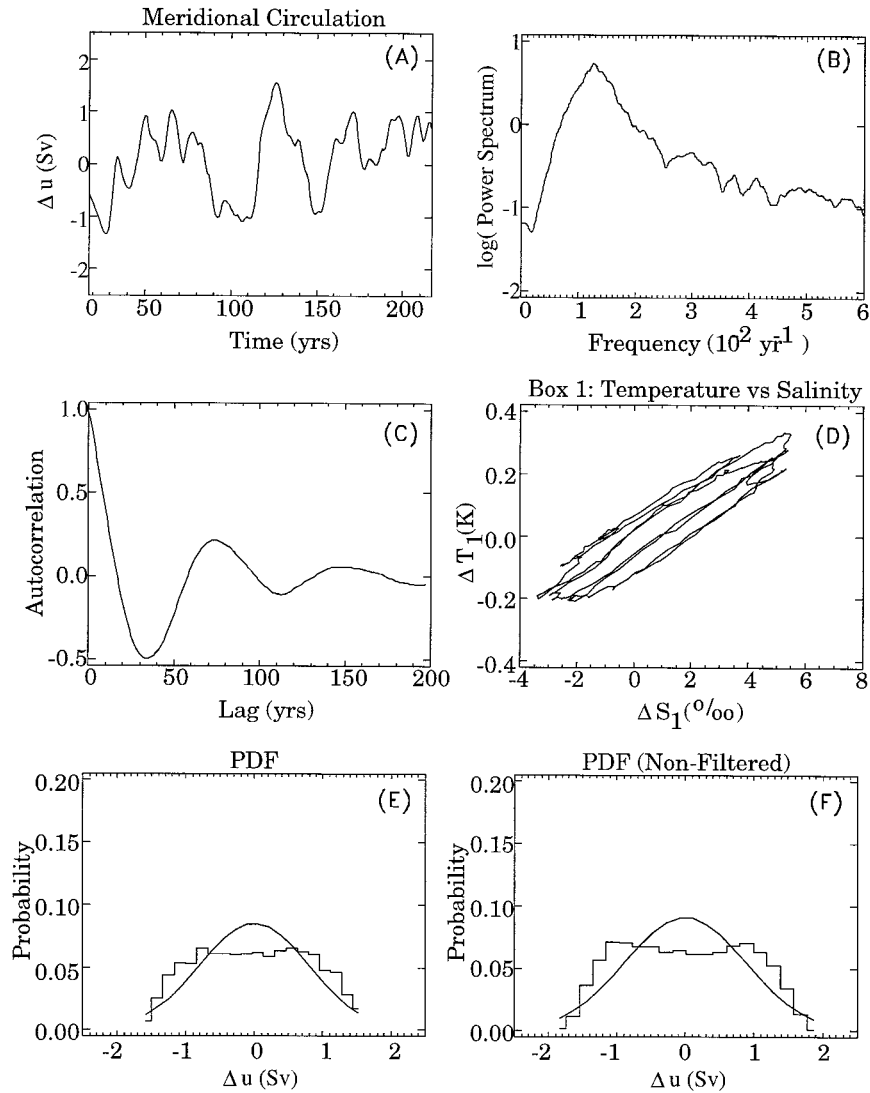 Meridional Circulation
(A)
2
1
0
-1
-2
Δu (Sv)
0
50
100
150
200
Time (yrs)
(B)
1
0
-1
-2
log( Power Spectrum)
0
1
2
3
4
5
6
Frequency (10² yr̄¹ )
(C)
1.0
0.5
0.0
-0.5
Autocorrelation
0
50
100
150
200
Lag (yrs)
Box 1: Temperature vs Salinity
(D)
0.4
0.2
0.0
-0.2
-0.4
ΔT₁(K)
-4
-2
0
2
4
6
8
ΔS₁(⁰/₀₀)
PDF
(E)
0.20
0.15
0.10
0.05
0.00
Probability
-2
-1
0
1
2
Δu (Sv)
PDF (Non-Filtered)
(F)
0.20
0.15
0.10
0.05
0.00
Probability
-2
-1
0
1
2
Δu (Sv)